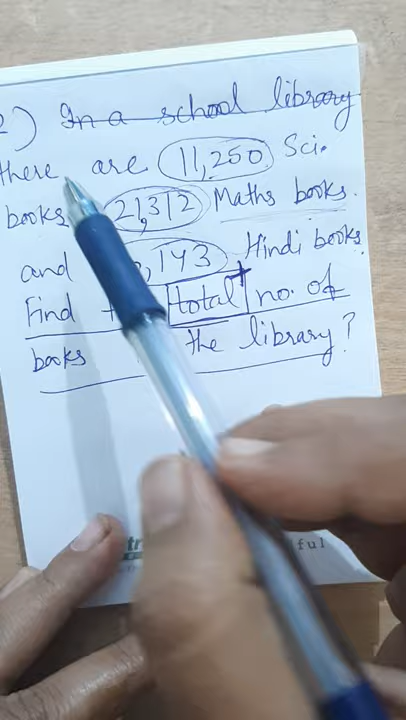 2) In a school library
there are 11,250 Sci.
books 21,312 Maths books.
and ,143 Hindi books
Find total no. of
books the library?